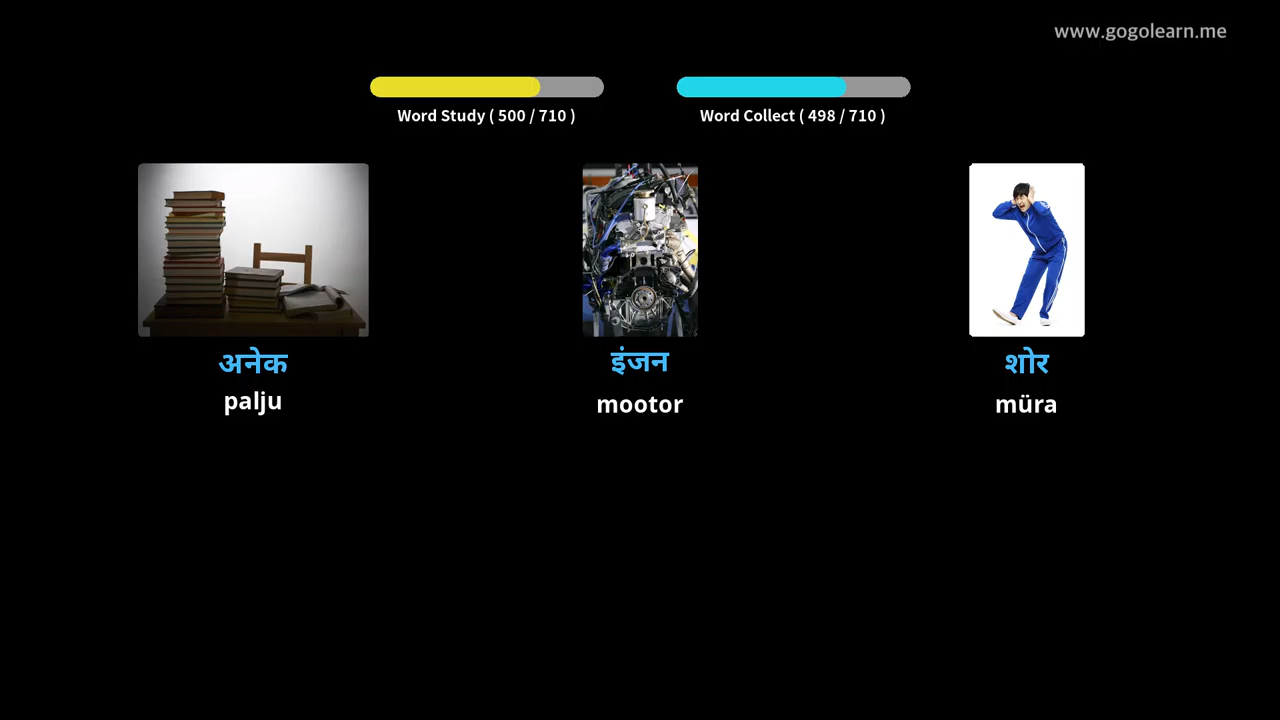 www.gogolearn.me
Word Study ( 500 / 710 )
Word Collect ( 498 / 710 )
अनेक
palju
इंजन
mootor
शोर
müra